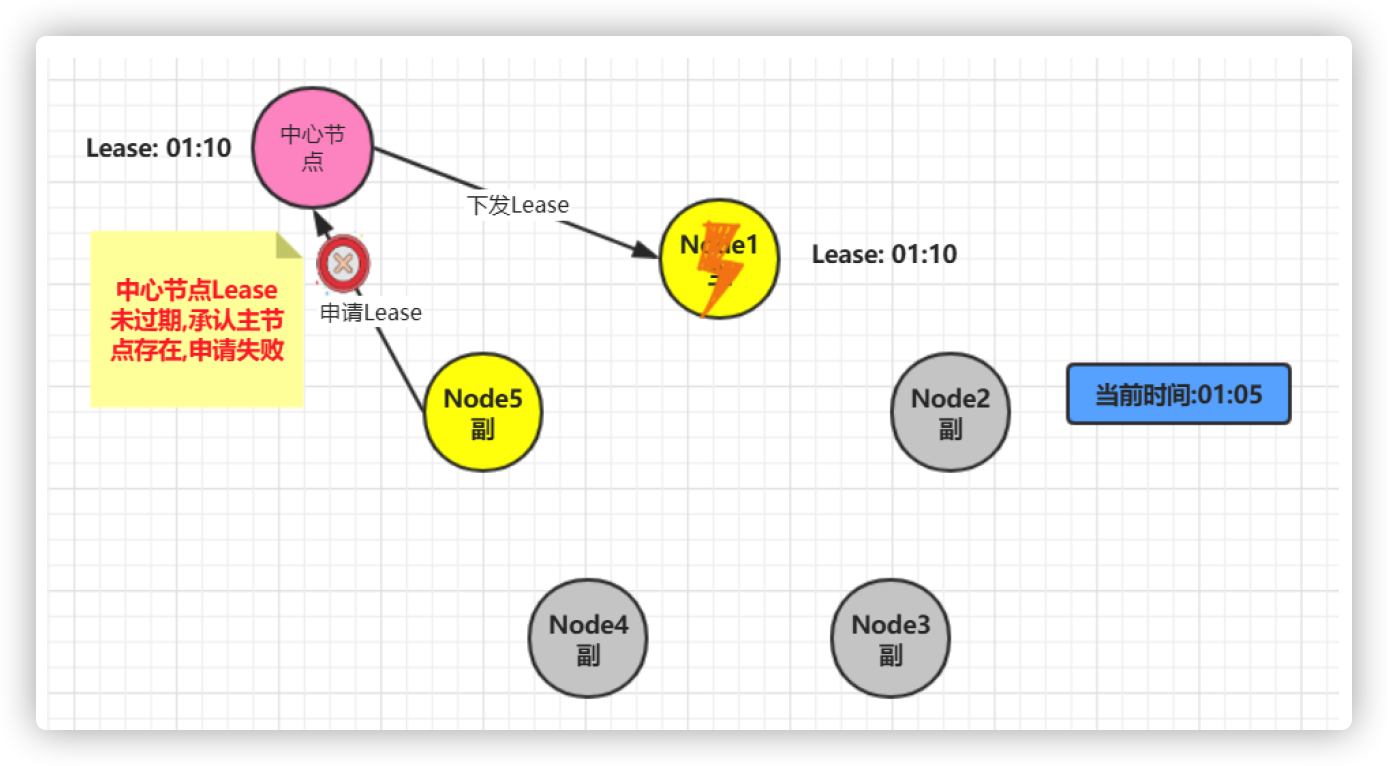 中心节
点
Lease: 01:10
下发Lease
Node1
Lease: 01:10
中心节点Lease
未过期,承认主节
点存在,申请失败
申请Lease
Node5
副
Node2
副
当前时间:01:05
Node4
副
Node3
副